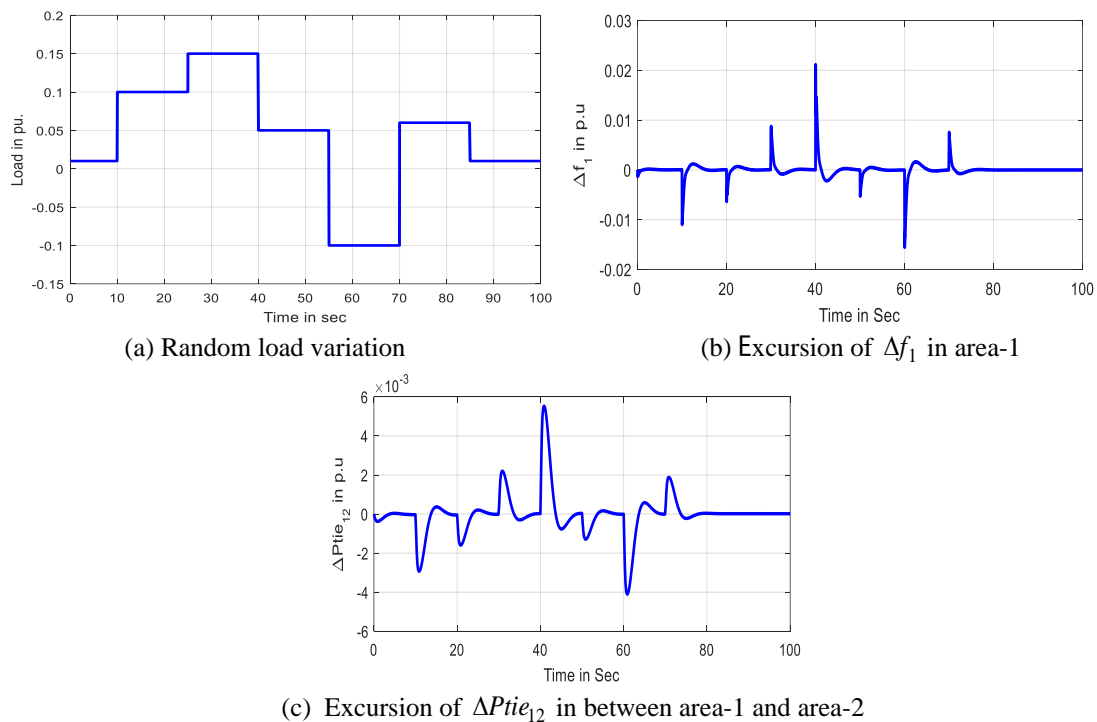 0.2
0.15
0.1
0.05
0
-0.05
-0.1
-0.15
Load in pu.
0 10 20 30 40 50 60 70 80 90 100
Time in sec
(a) Random load variation
0.03
0.02
0.01
0
-0.01
-0.02
Δf₁ in p.u
0 20 40 60 80 100
Time in Sec
(b) Excursion of Δf₁ in area-1
×10⁻³
6
4
2
0
-2
-4
-6
ΔPtie₁₂ in p.u
0 20 40 60 80 100
Time in Sec
(c) Excursion of ΔPtie₁₂ in between area-1 and area-2